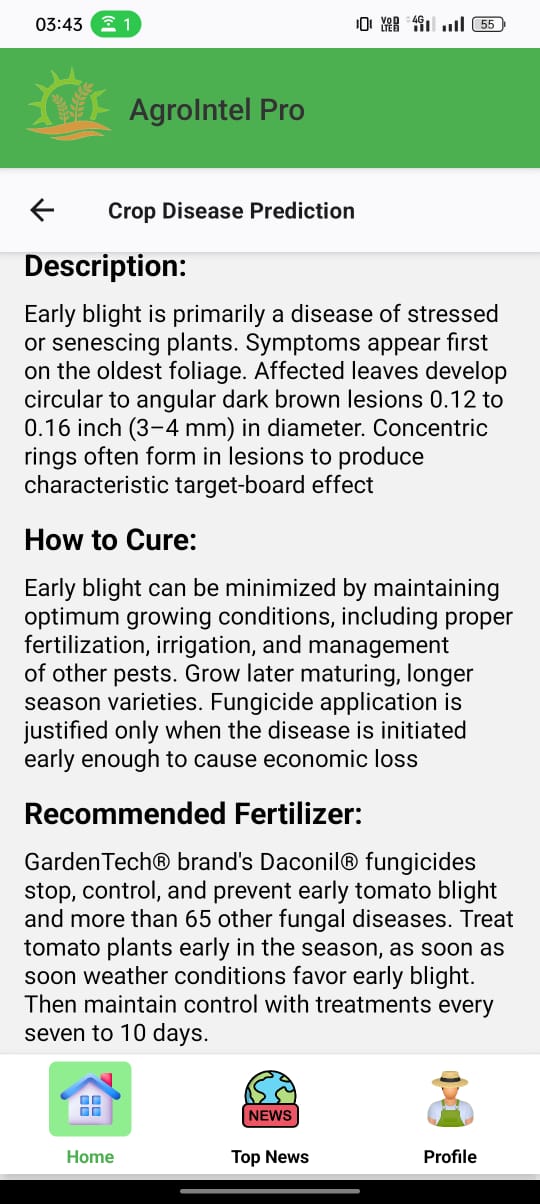 03:43
1
VoD
LTED
4G
55
AgroIntel Pro
Crop Disease Prediction
Description:
Early blight is primarily a disease of stressed
or senescing plants. Symptoms appear first
on the oldest foliage. Affected leaves develop
circular to angular dark brown lesions 0.12 to
0.16 inch (3–4 mm) in diameter. Concentric
rings often form in lesions to produce
characteristic target-board effect
How to Cure:
Early blight can be minimized by maintaining
optimum growing conditions, including proper
fertilization, irrigation, and management
of other pests. Grow later maturing, longer
season varieties. Fungicide application is
justified only when the disease is initiated
early enough to cause economic loss
Recommended Fertilizer:
GardenTech® brand's Daconil® fungicides
stop, control, and prevent early tomato blight
and more than 65 other fungal diseases. Treat
tomato plants early in the season, as soon as
soon weather conditions favor early blight.
Then maintain control with treatments every
seven to 10 days.
NEWS
Home
Top News
Profile